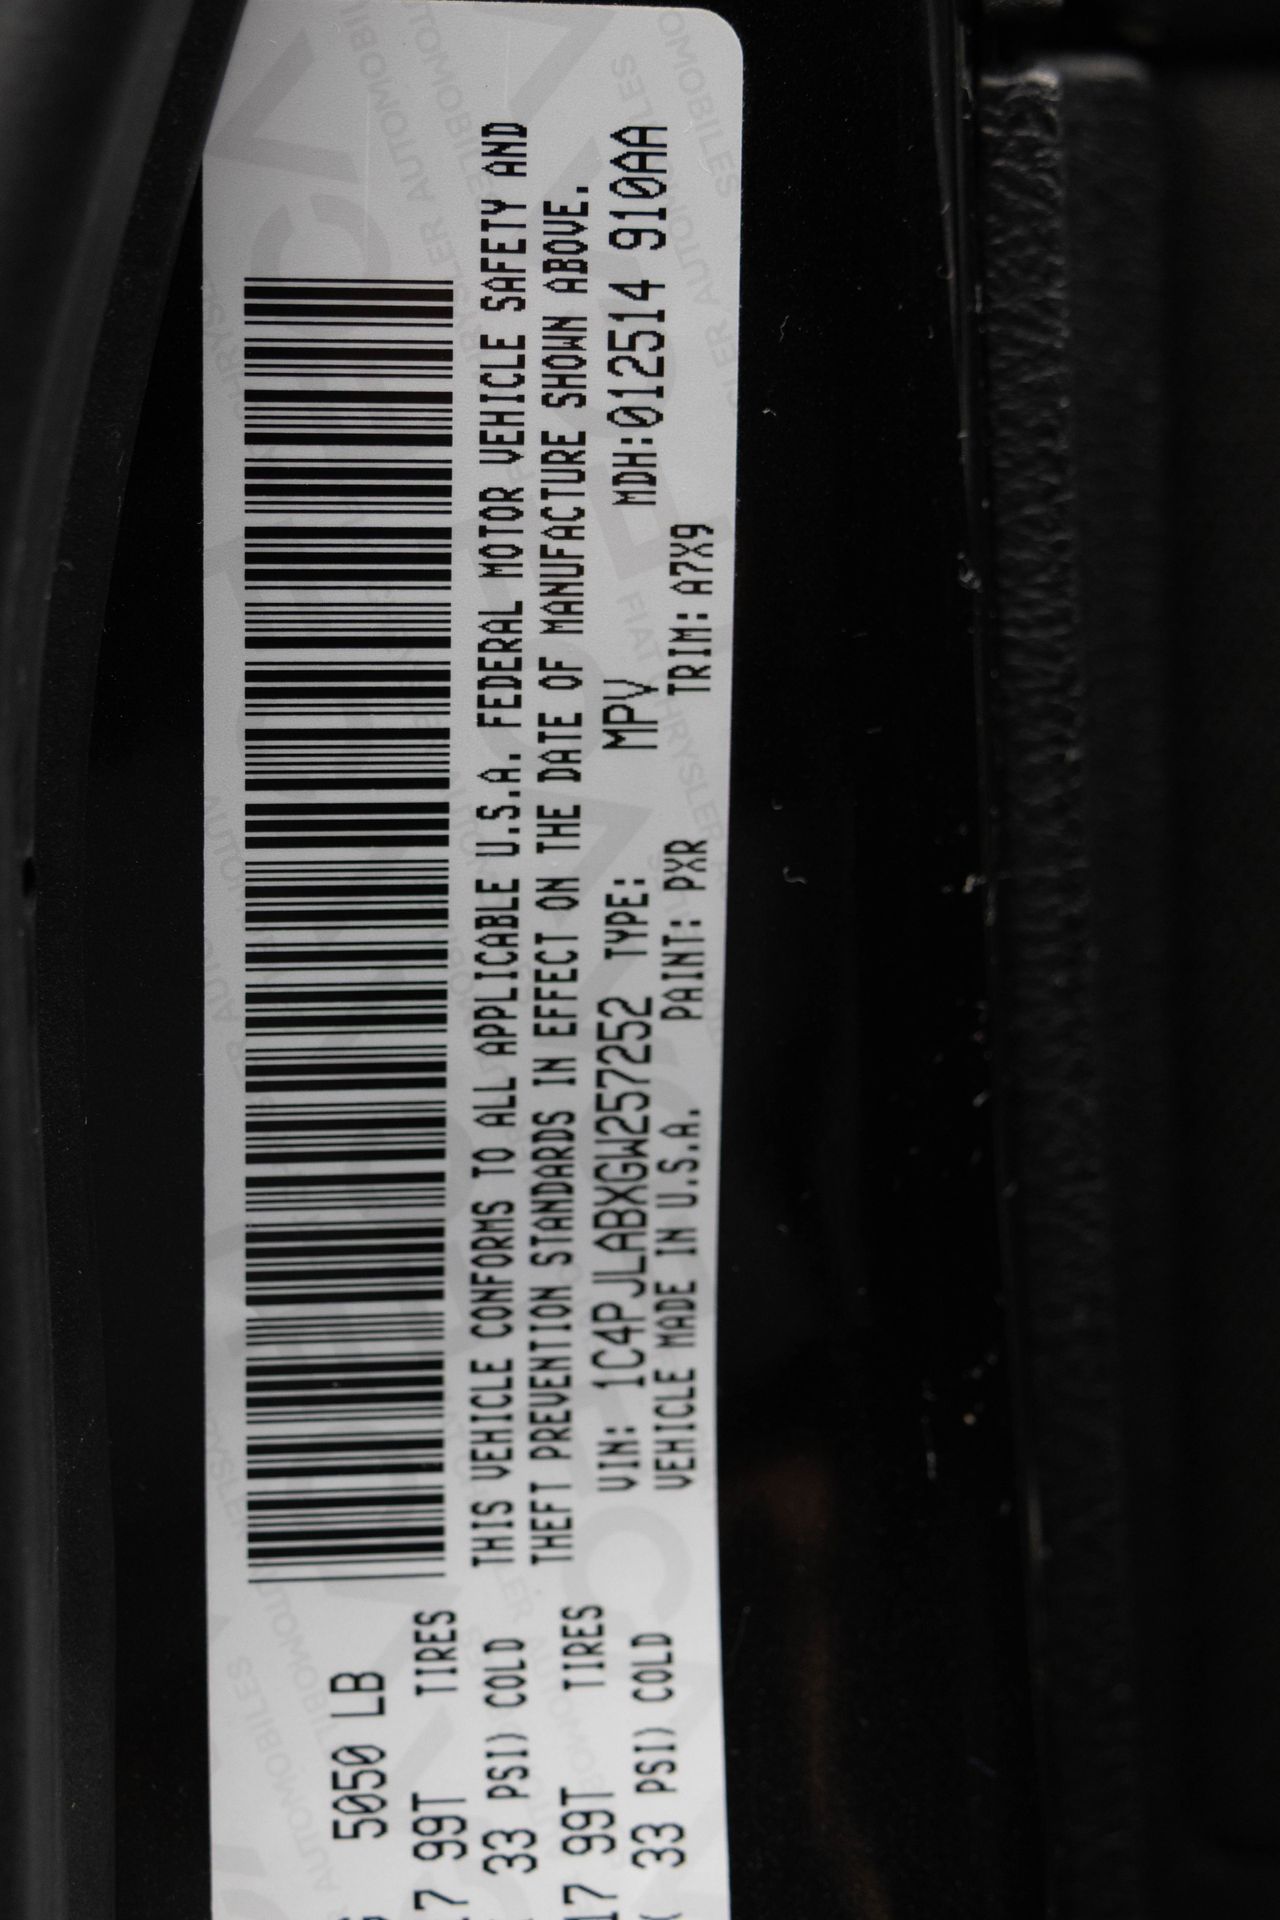 5050 LB
99T TIRES
33 PSI) COLD
17 99T TIRES
33 PSI) COLD
THIS VEHICLE CONFORMS TO ALL APPLICABLE U.S.A. FEDERAL MOTOR VEHICLE SAFETY AND
THEFT PREVENTION STANDARDS IN EFFECT ON THE DATE OF MANUFACTURE SHOWN ABOVE.
VIN: 1C4PJLABXGW257252 TYPE: MPV MDH:012514 910AA
VEHICLE MADE IN U.S.A. PAINT: PXR TRIM: A7X9